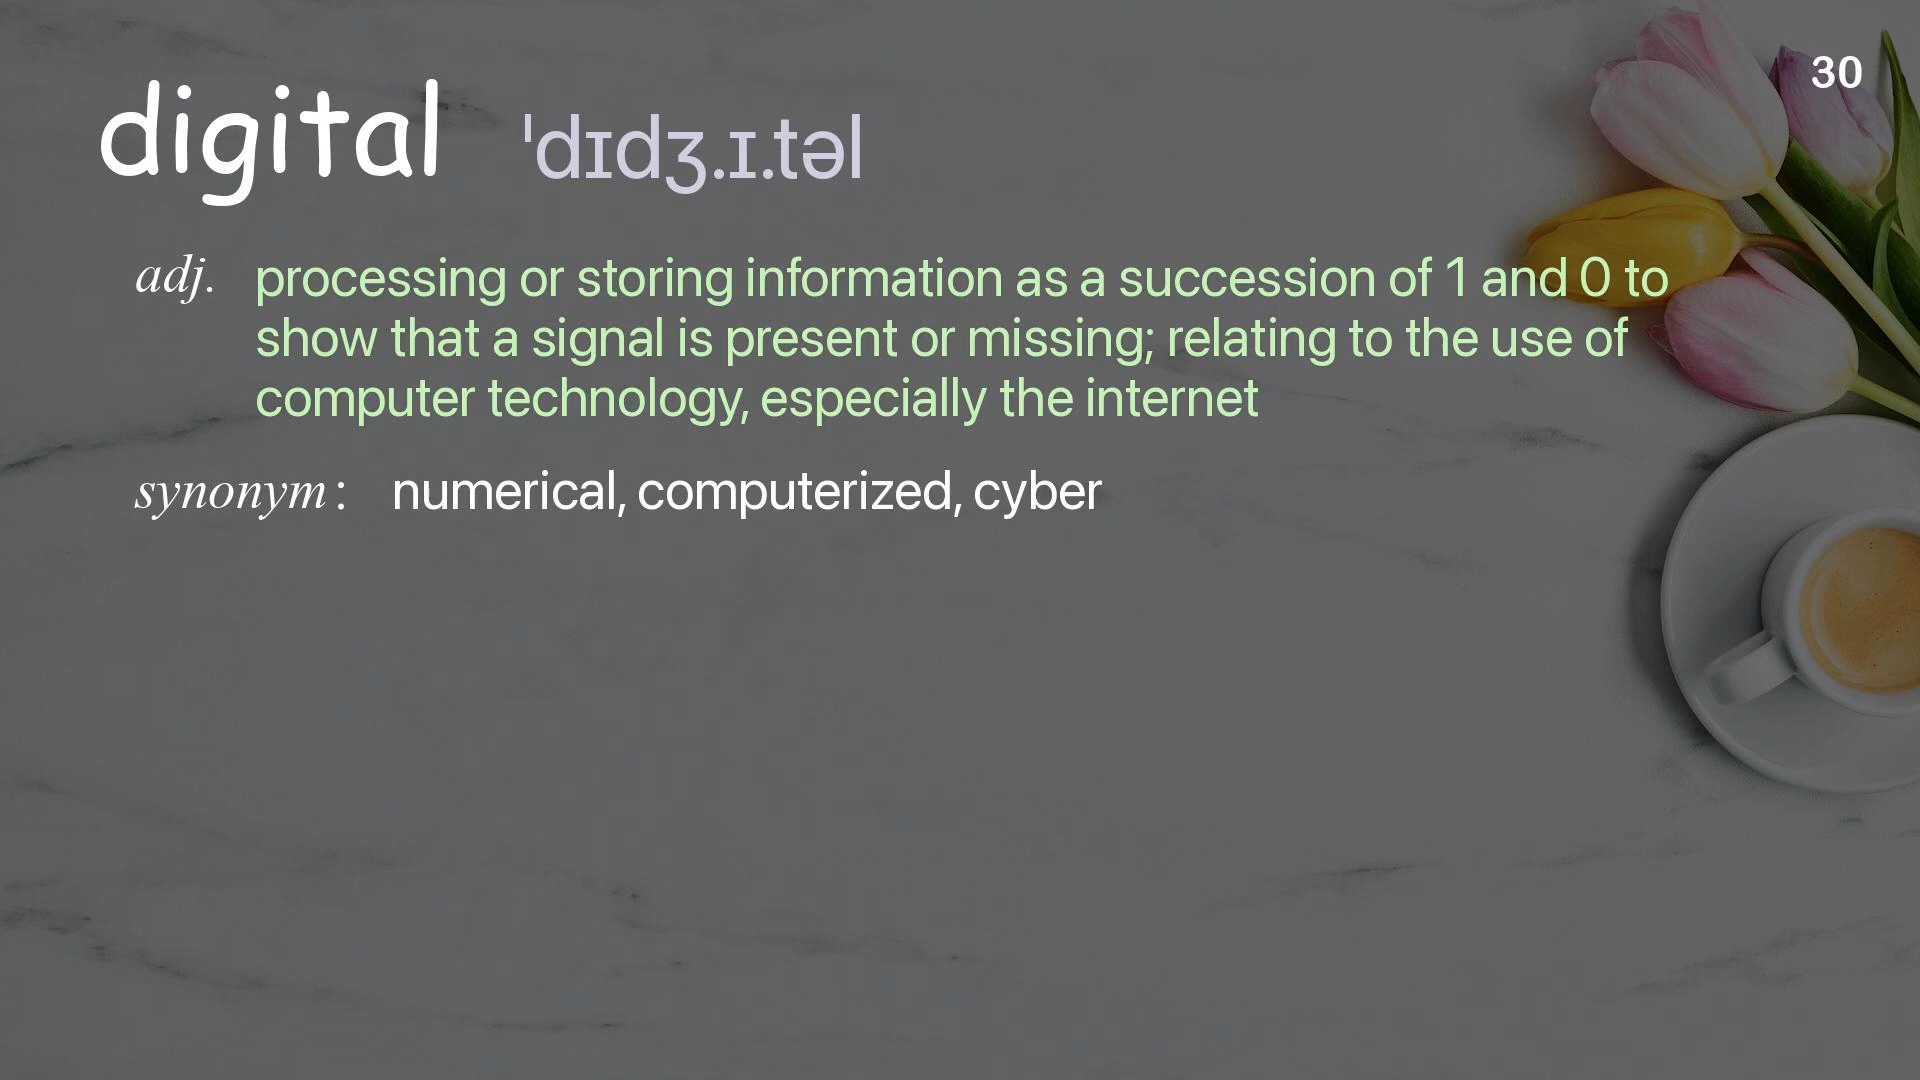 30
digital ˈdɪdʒ.ɪ.təl
adj. processing or storing information as a succession of 1 and 0 to
show that a signal is present or missing; relating to the use of
computer technology, especially the internet
synonym : numerical, computerized, cyber